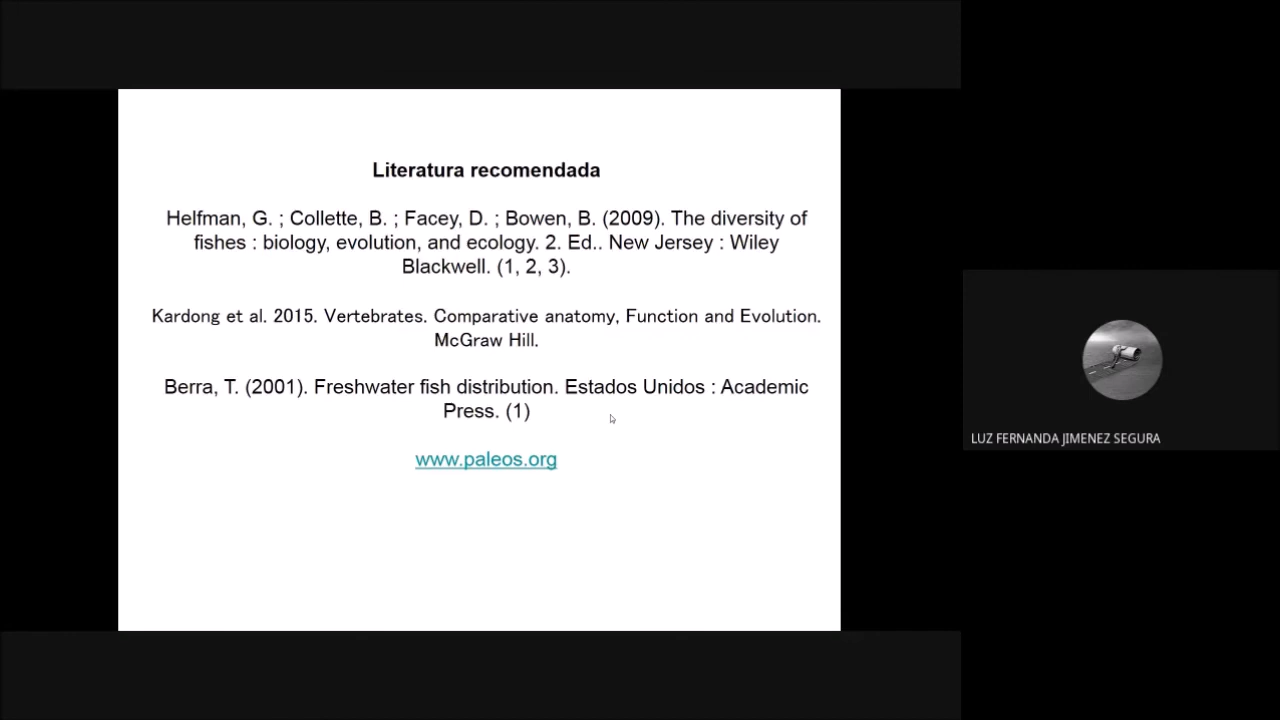 Literatura recomendada
Helfman, G. ; Collette, B. ; Facey, D. ; Bowen, B. (2009). The diversity of
fishes : biology, evolution, and ecology. 2. Ed.. New Jersey : Wiley
Blackwell. (1, 2, 3).
Kardong et al. 2015. Vertebrates. Comparative anatomy, Function and Evolution.
McGraw Hill.
Berra, T. (2001). Freshwater fish distribution. Estados Unidos : Academic
Press. (1)
www.paleos.org
LUZ FERNANDA JIMENEZ SEGURA